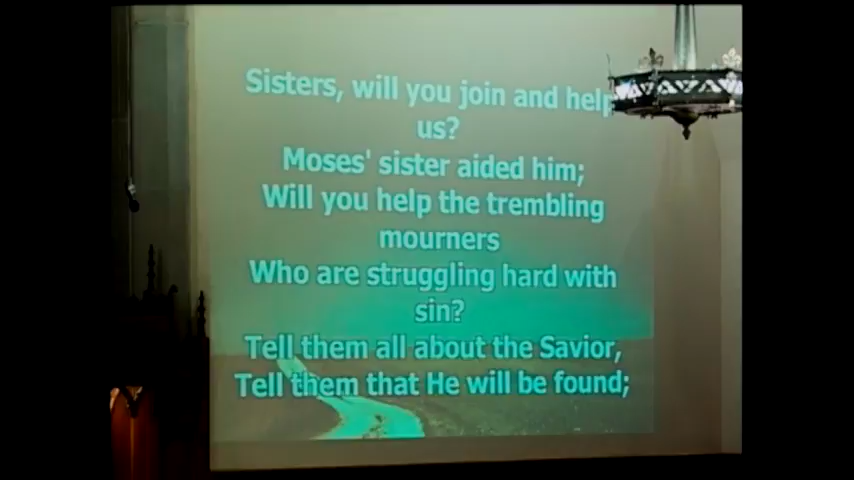 Sisters, will you join and help
us?
Moses' sister aided him;
Will you help the trembling
mourners
Who are struggling hard with
sin?
Tell them all about the Savior,
Tell them that He will be found;